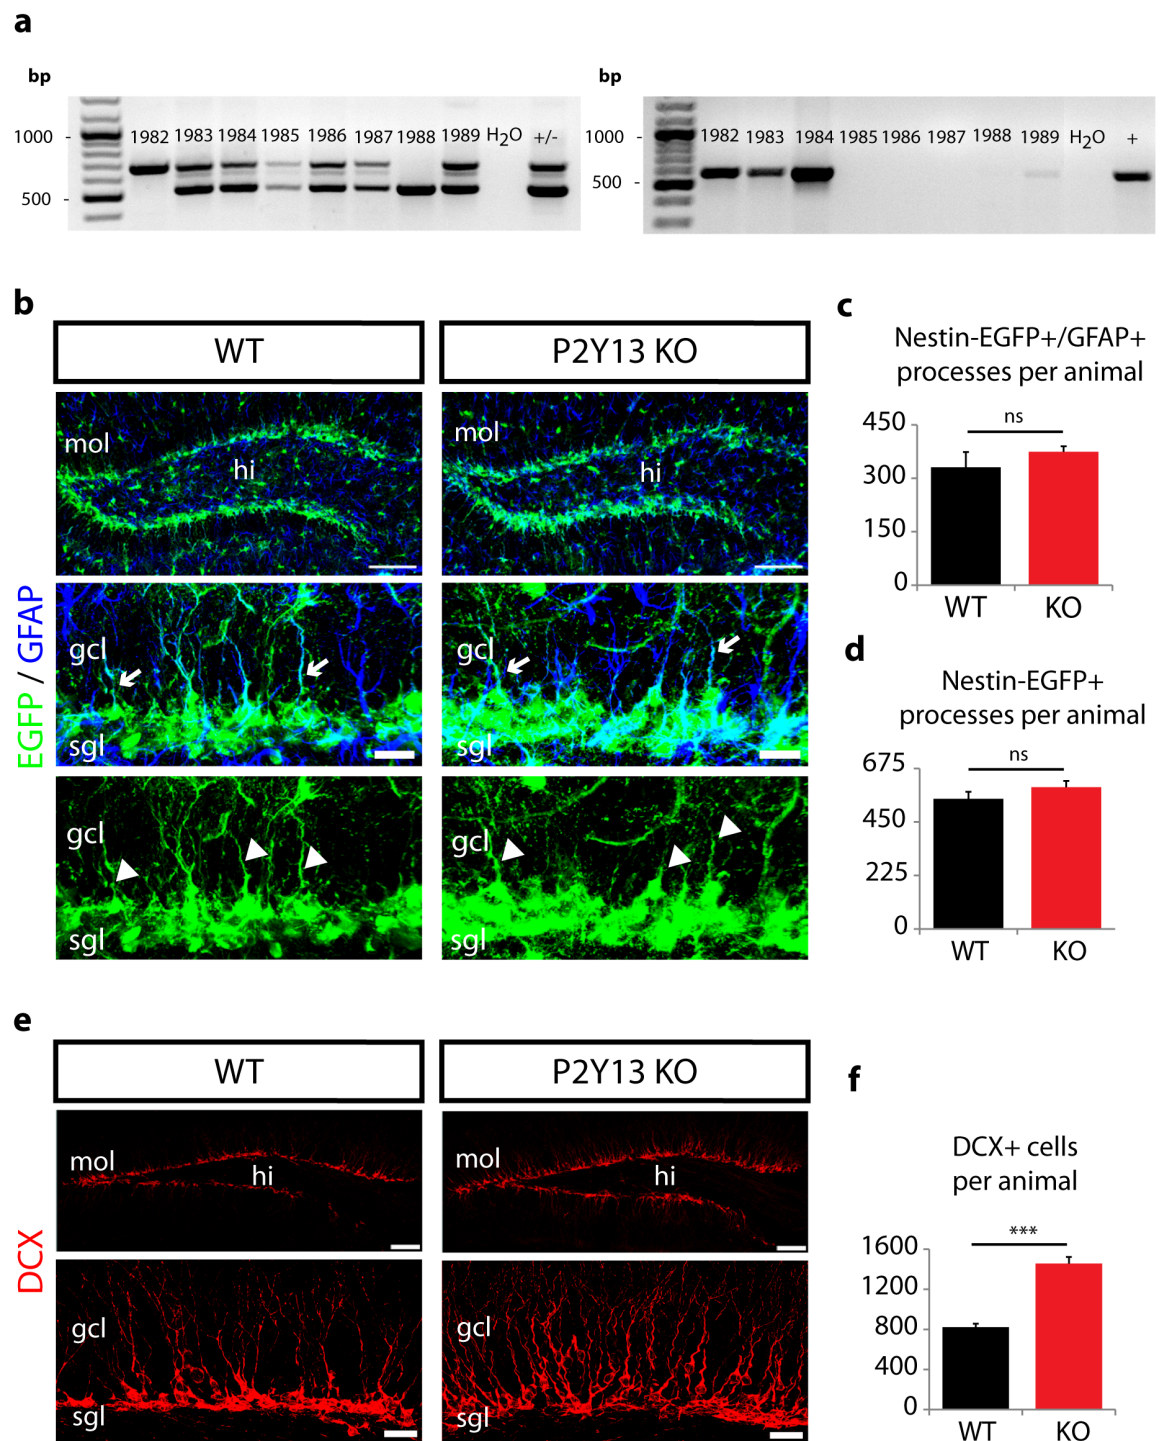 a
bp
1000 -
500 -
1982 1983 1984 1985 1986 1987 1988 1989 H2O +/-
bp
1000 -
500 -
1982 1983 1984 1985 1986 1987 1988 1989 H2O +
b
WT
P2Y13 KO
EGFP / GFAP
mol
hi
mol
hi
gcl
sgl
gcl
sgl
gcl
sgl
gcl
sgl
c
Nestin-EGFP+/GFAP+
processes per animal
450
300
150
0
ns
WT
KO
d
Nestin-EGFP+
processes per animal
675
450
225
0
ns
WT
KO
e
WT
P2Y13 KO
DCX
mol
hi
mol
hi
gcl
sgl
gcl
sgl
f
DCX+ cells
per animal
1600
1200
800
400
0
***
WT
KO